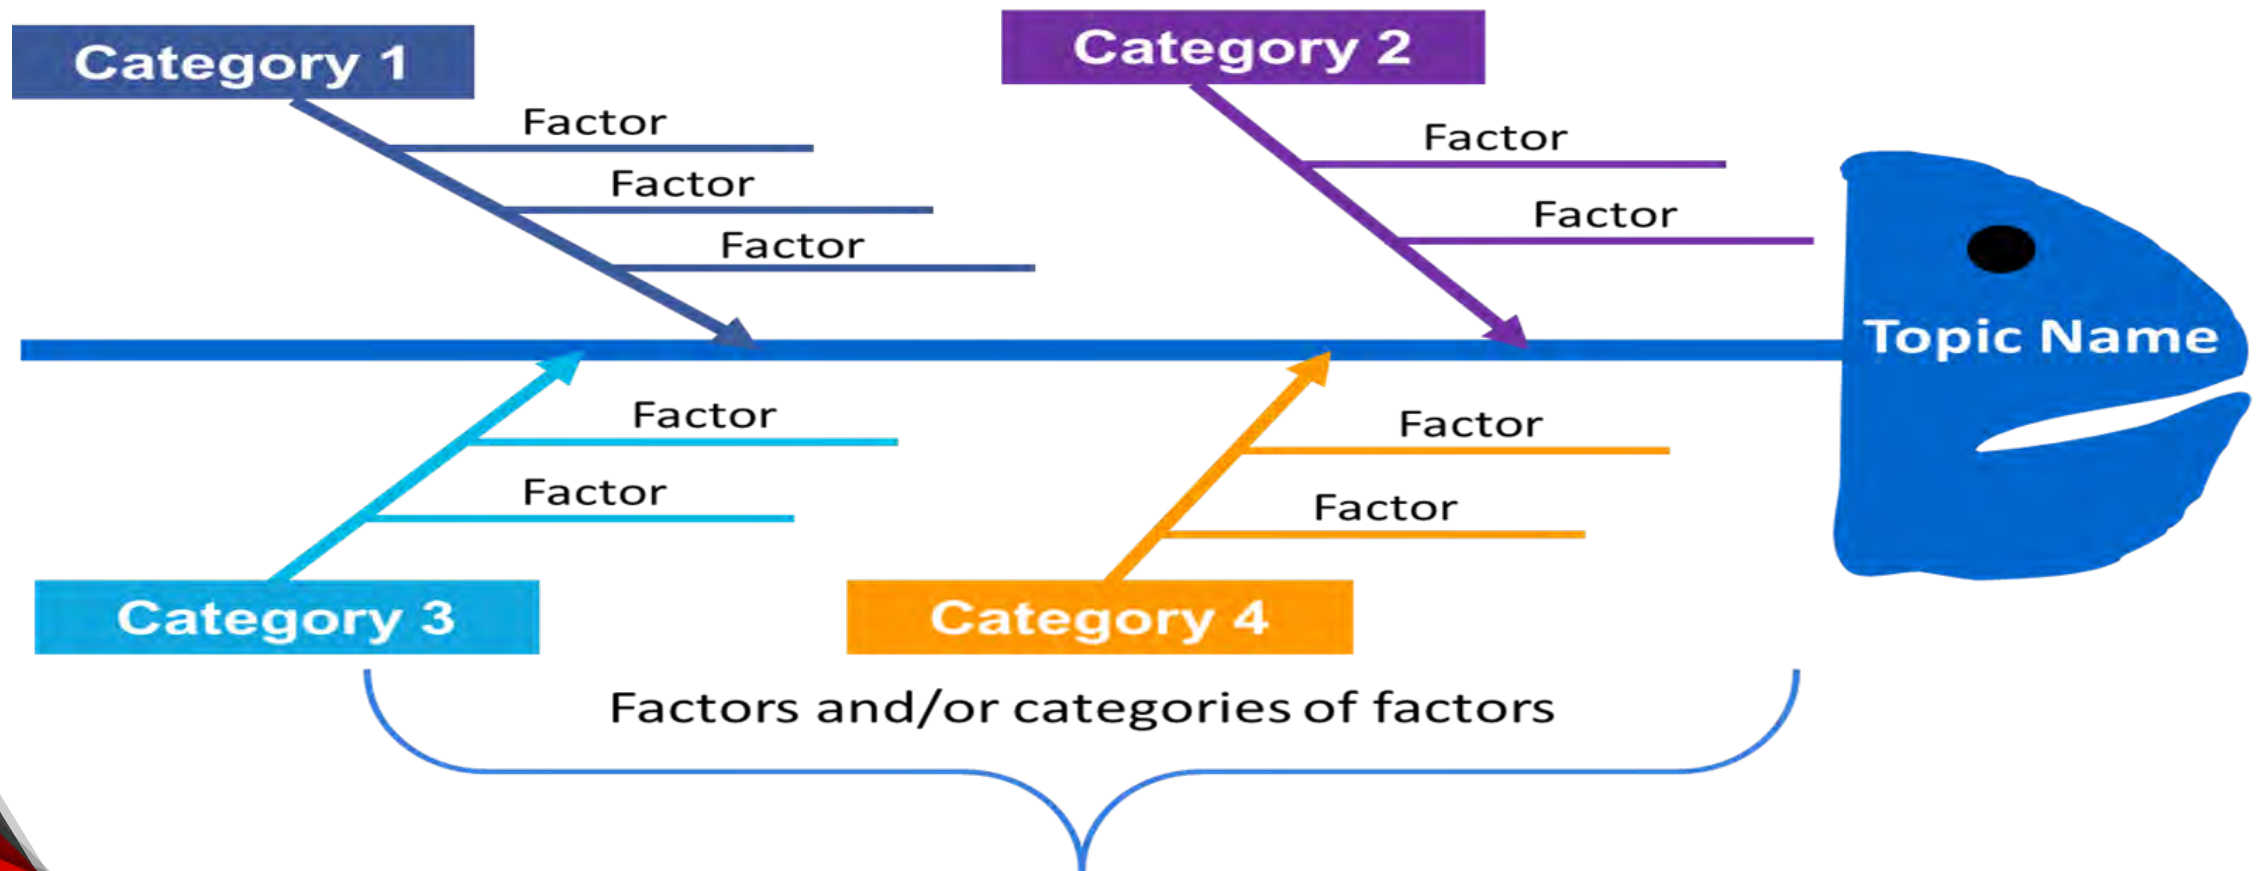 Category 1
Category 2
Factor
Factor
Factor
Factor
Factor
Topic Name
Factor
Factor
Factor
Factor
Category 3
Category 4
Factors and/or categories of factors